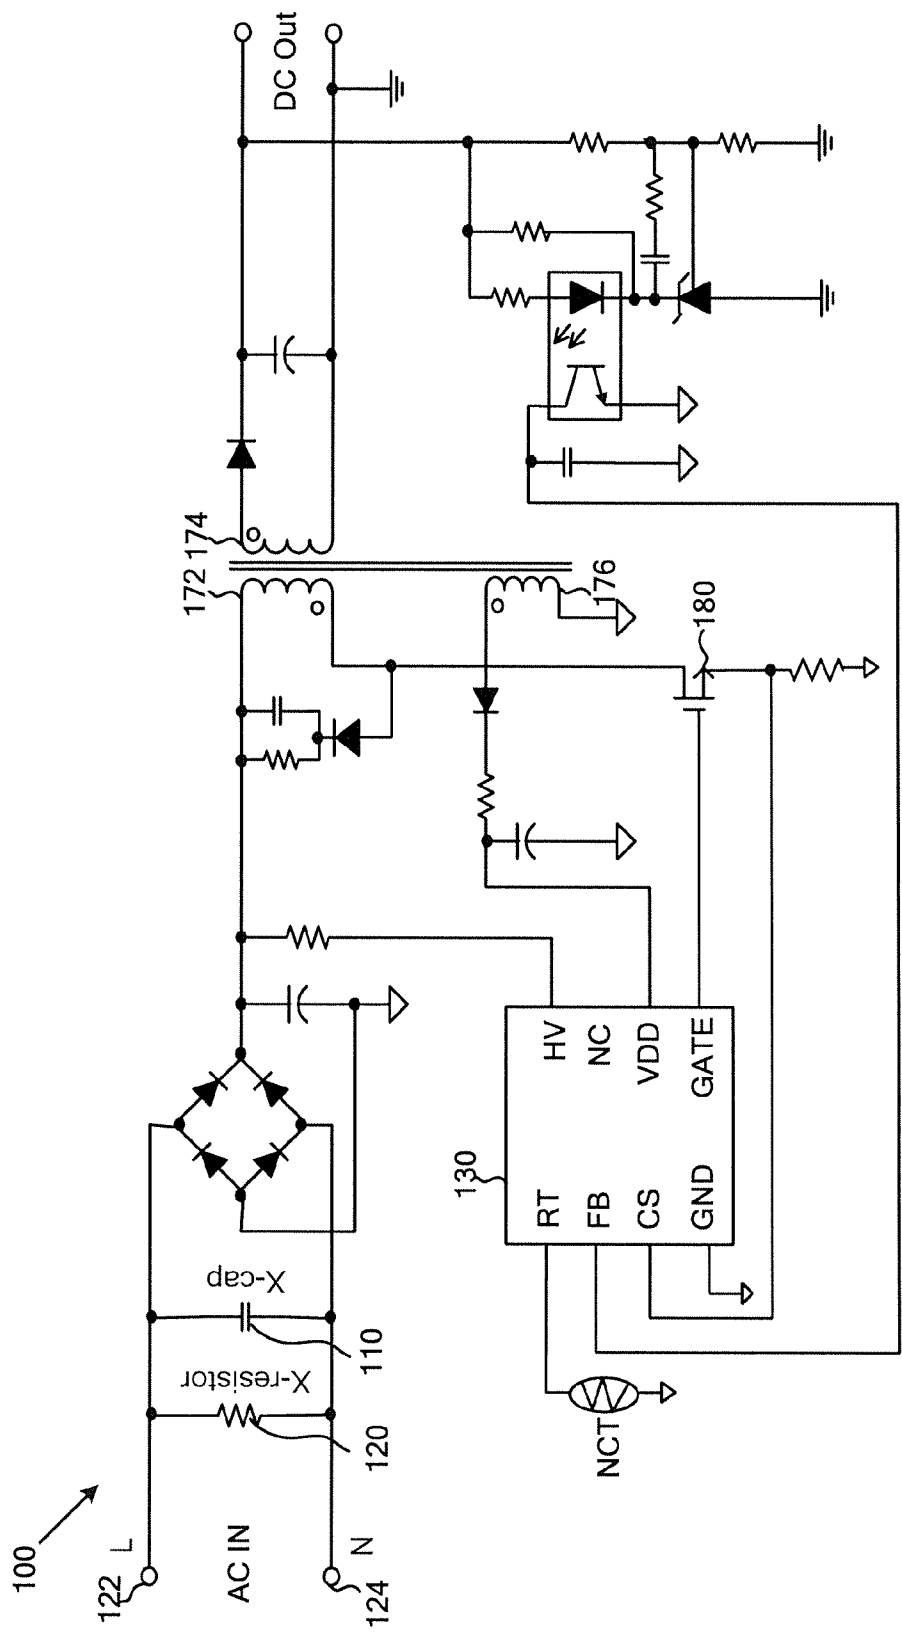 100
122
L
AC IN
N
124
X-resistor
120
X-cap
110
130
RT
FB
CS
GND
HV
NC
VDD
GATE
NCT
172
174
176
180
DC Out